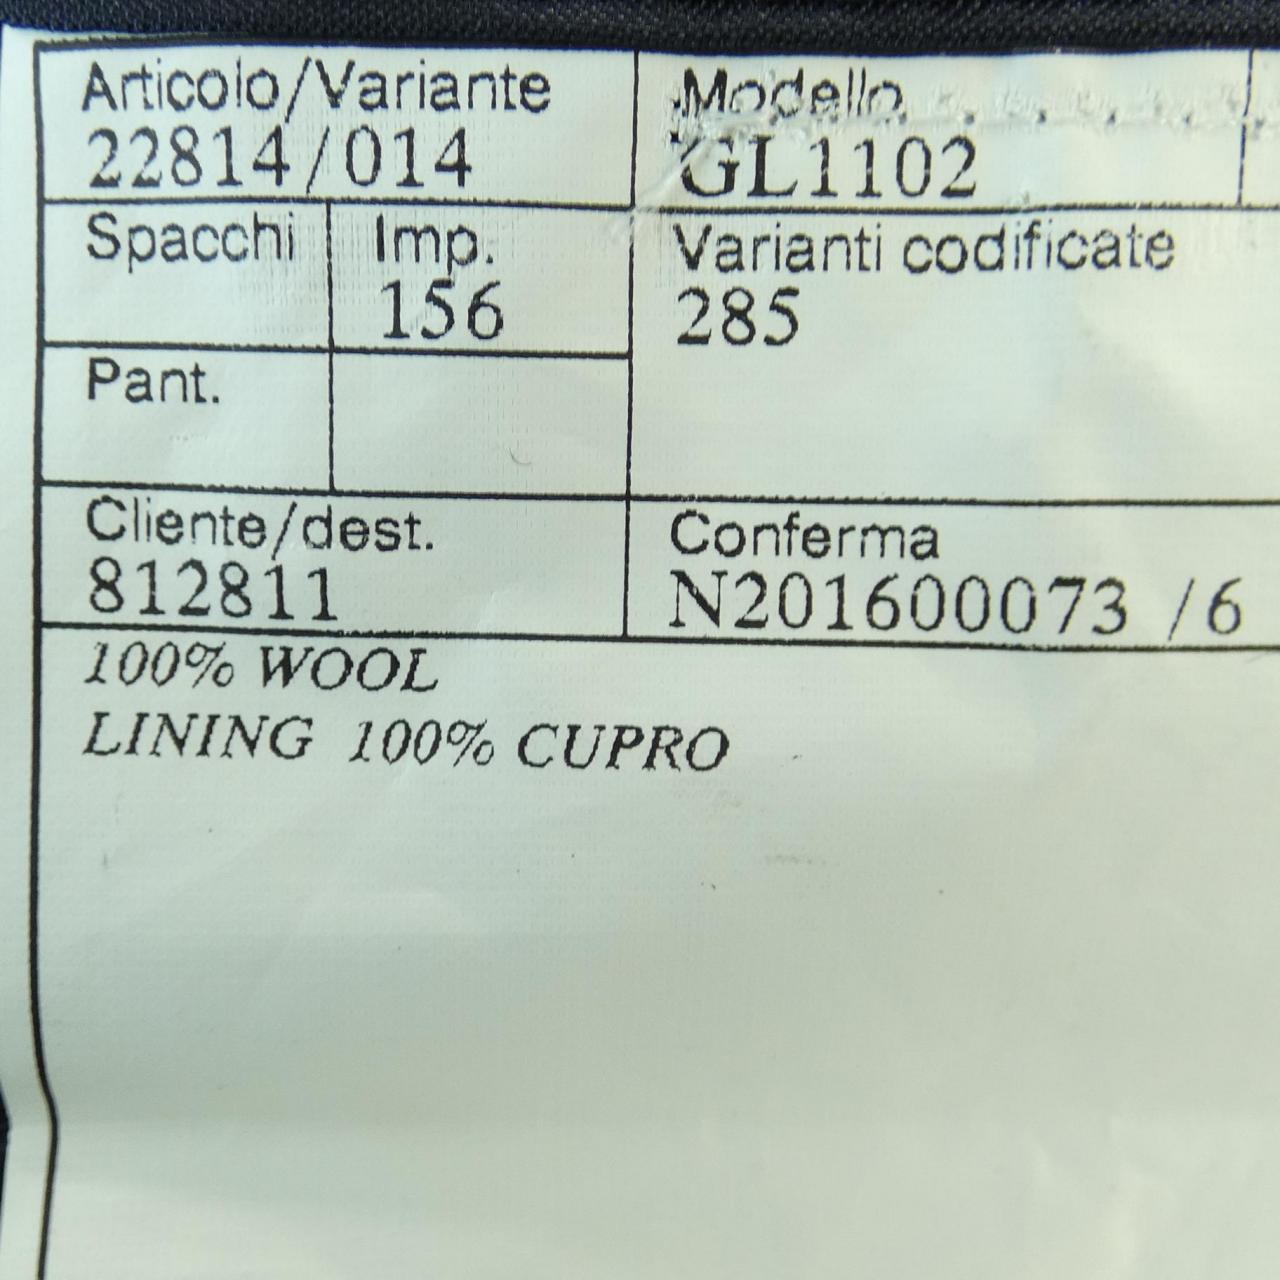 Articolo/Variante
22814/014
Modello
GL1102
Spacchi
Imp.
156
Varianti codificate
285
Pant.
Cliente/dest.
812811
Conferma
N201600073 /6
100% WOOL
LINING 100% CUPRO